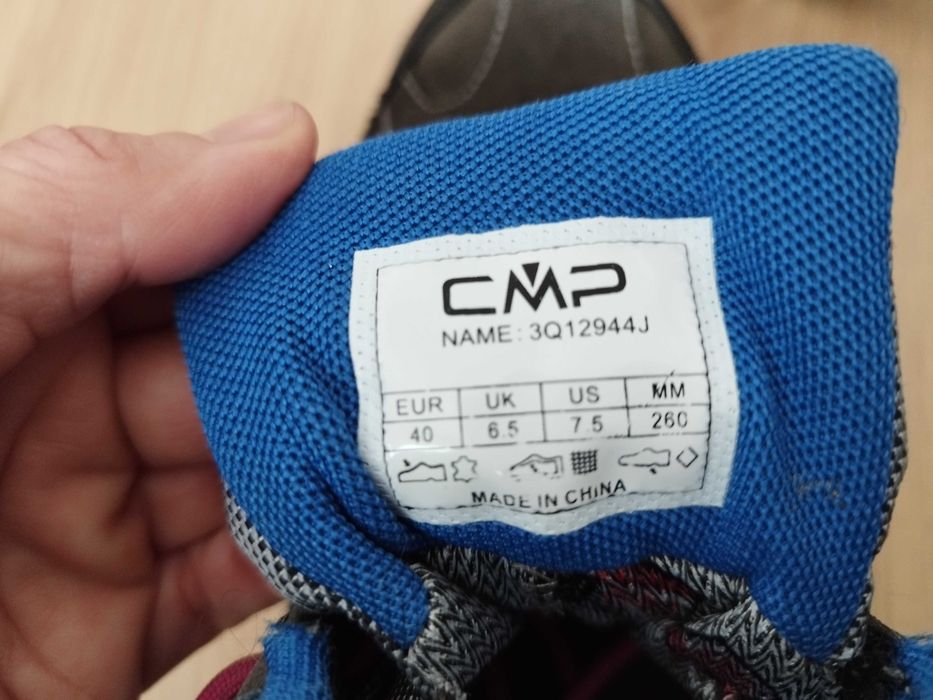 CMP
NAME: 3Q12944J
EUR UK US MM
40 6.5 7.5 260
MADE IN CHINA